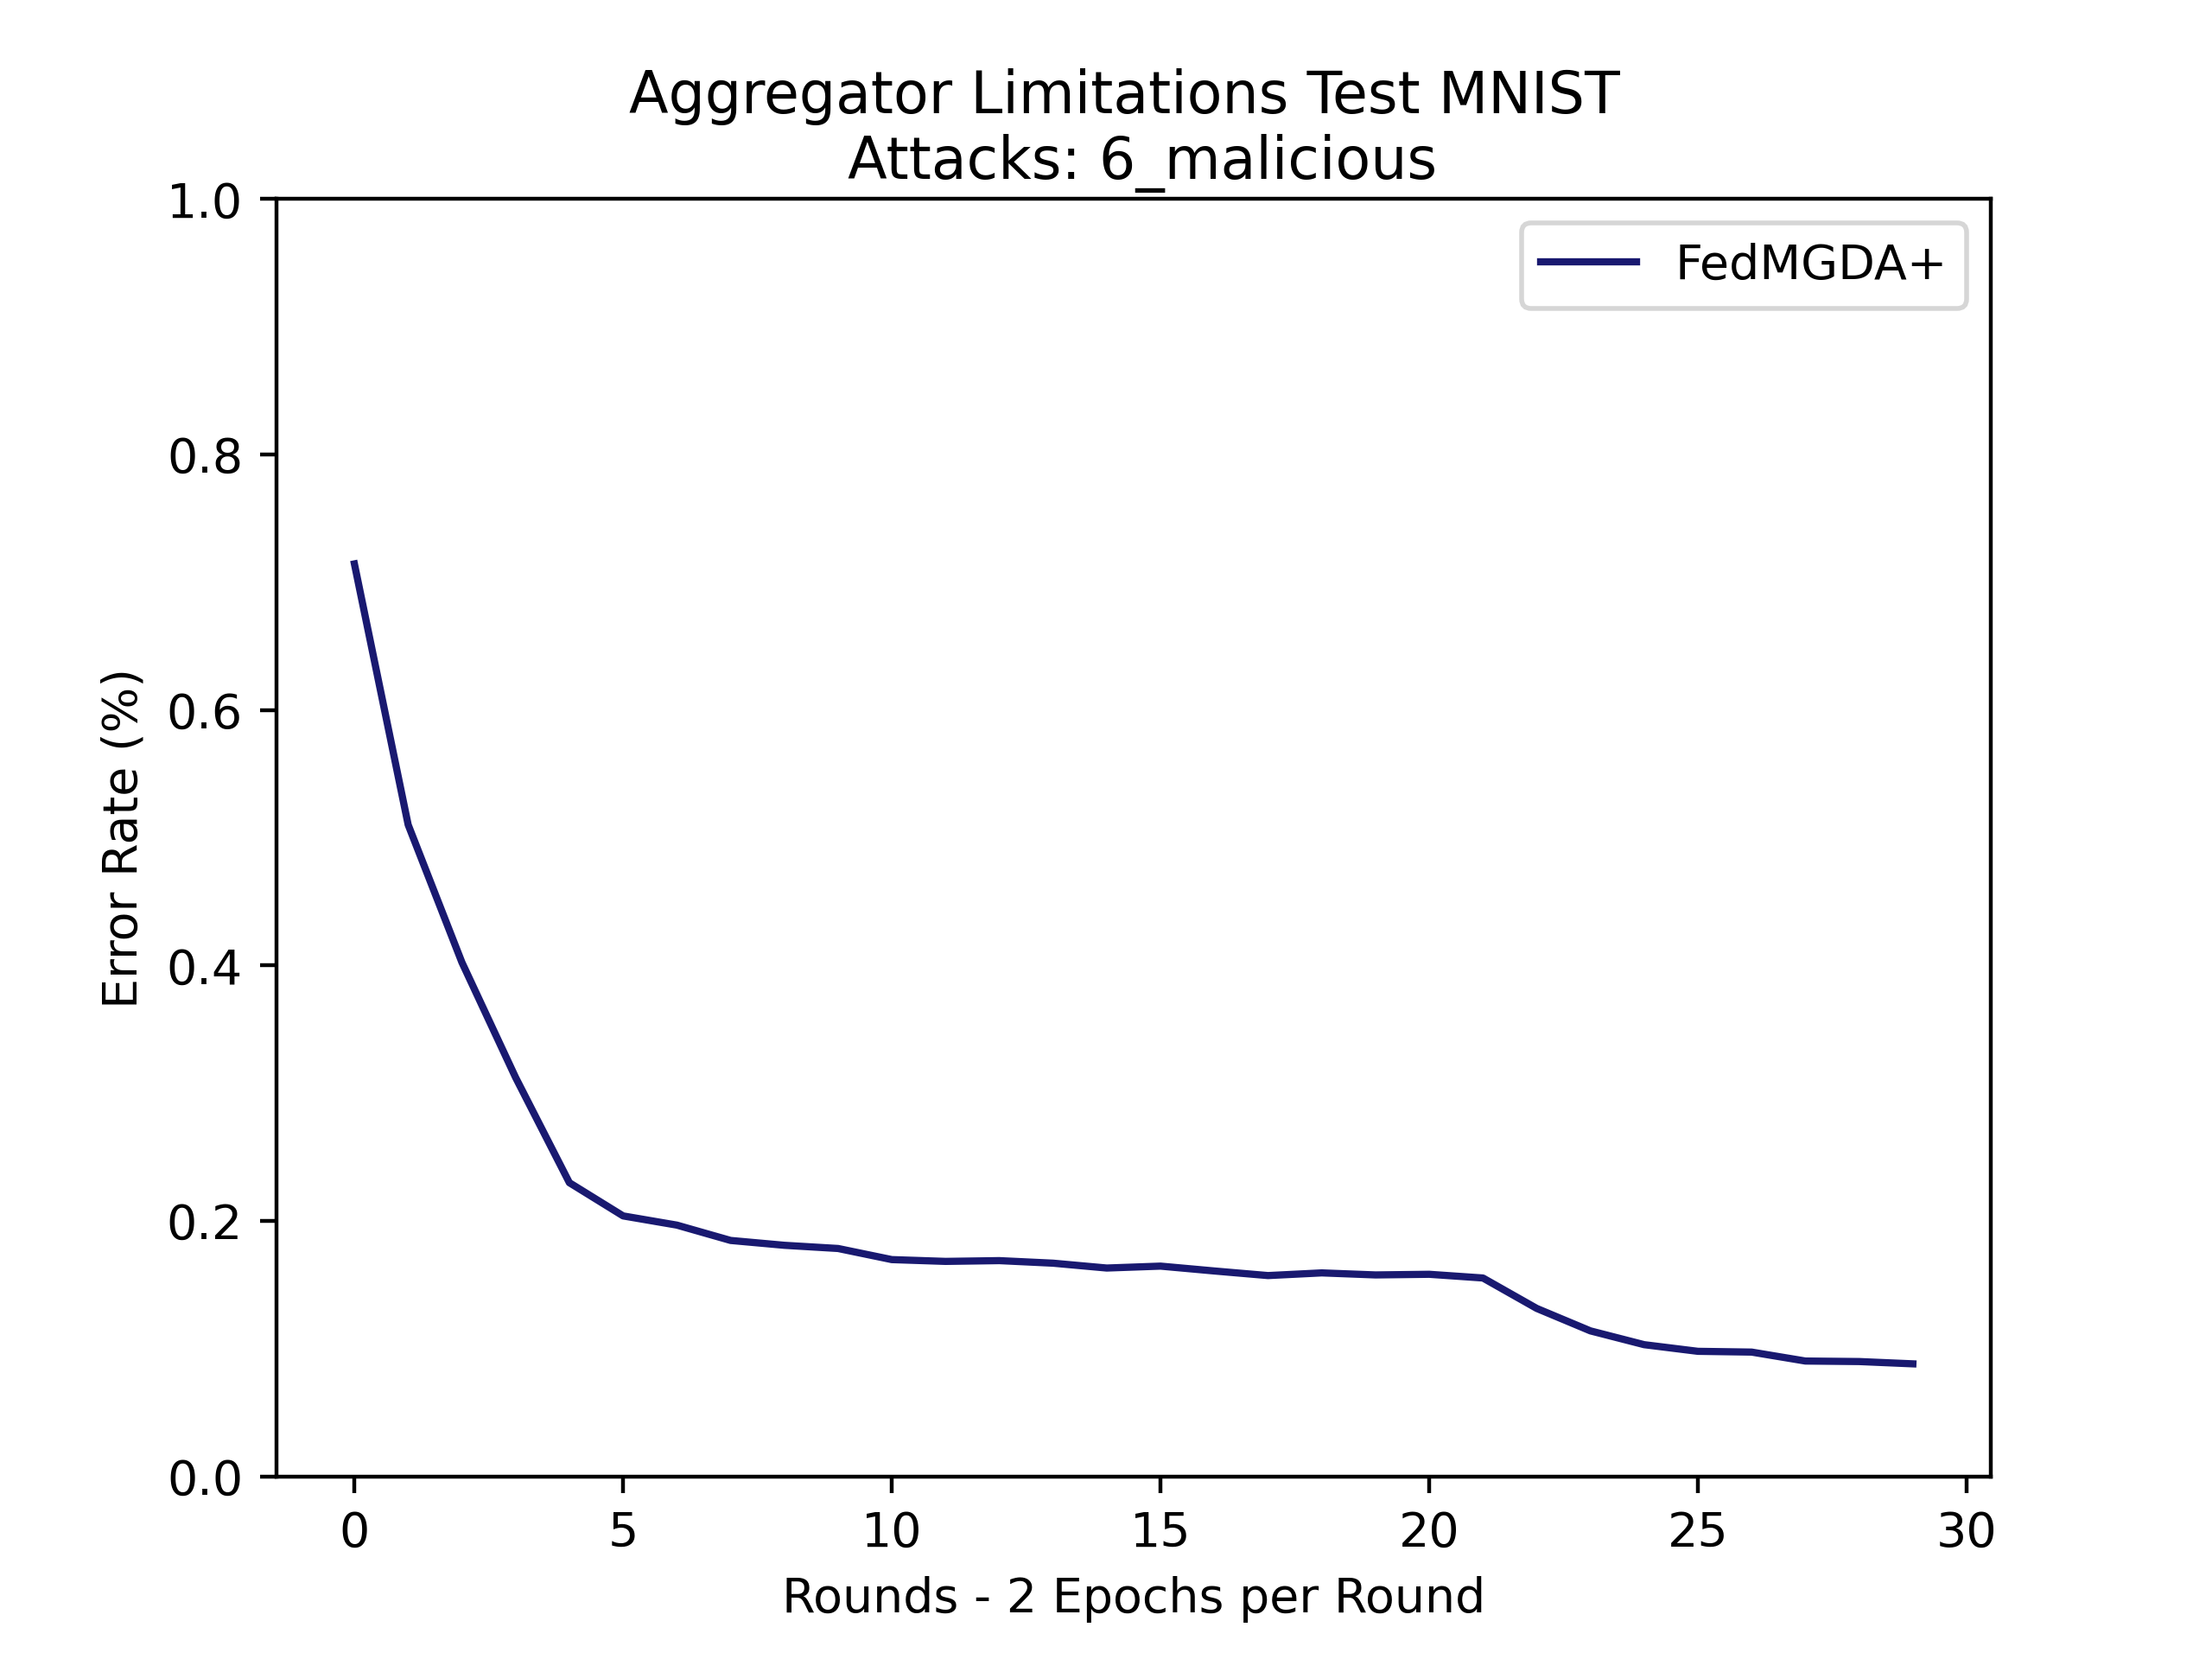 Aggregator Limitations Test MNIST
Attacks: 6_malicious
FedMGDA+
Error Rate (%)
1.0
0.8
0.6
0.4
0.2
0.0
0 5 10 15 20 25 30
Rounds - 2 Epochs per Round